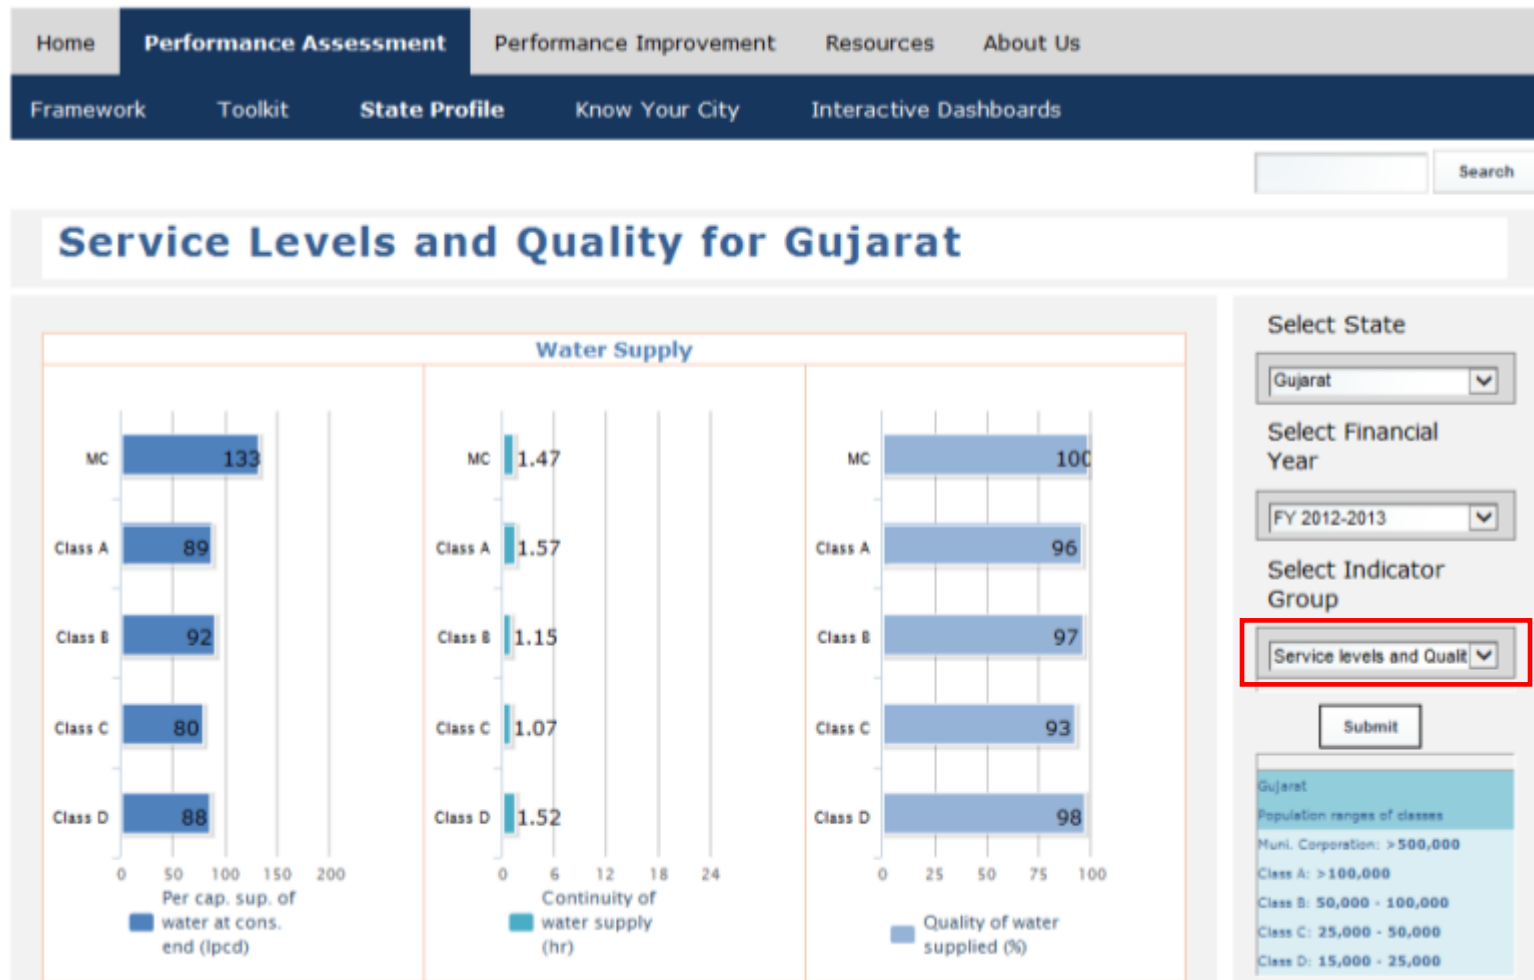 Home Performance Assessment Performance Improvement Resources About Us
Framework Toolkit State Profile Know Your City Interactive Dashboards
Search
Service Levels and Quality for Gujarat
Water Supply
MC 133
Class A 89
Class B 92
Class C 80
Class D 88
0 50 100 150 200
Per cap. sup. of
water at cons.
end (lpcd)
MC 1.47
Class A 1.57
Class B 1.15
Class C 1.07
Class D 1.52
0 6 12 18 24
Continuity of
water supply
(hr)
MC 100
Class A 96
Class B 97
Class C 93
Class D 98
0 25 50 75 100
Quality of water
supplied (%)
Select State
Gujarat
Select Financial
Year
FY 2012-2013
Select Indicator
Group
Service levels and Qualit
Submit
Gujarat
Population ranges of classes
Muni. Corporation: >500,000
Class A: >100,000
Class B: 50,000 - 100,000
Class C: 25,000 - 50,000
Class D: 15,000 - 25,000